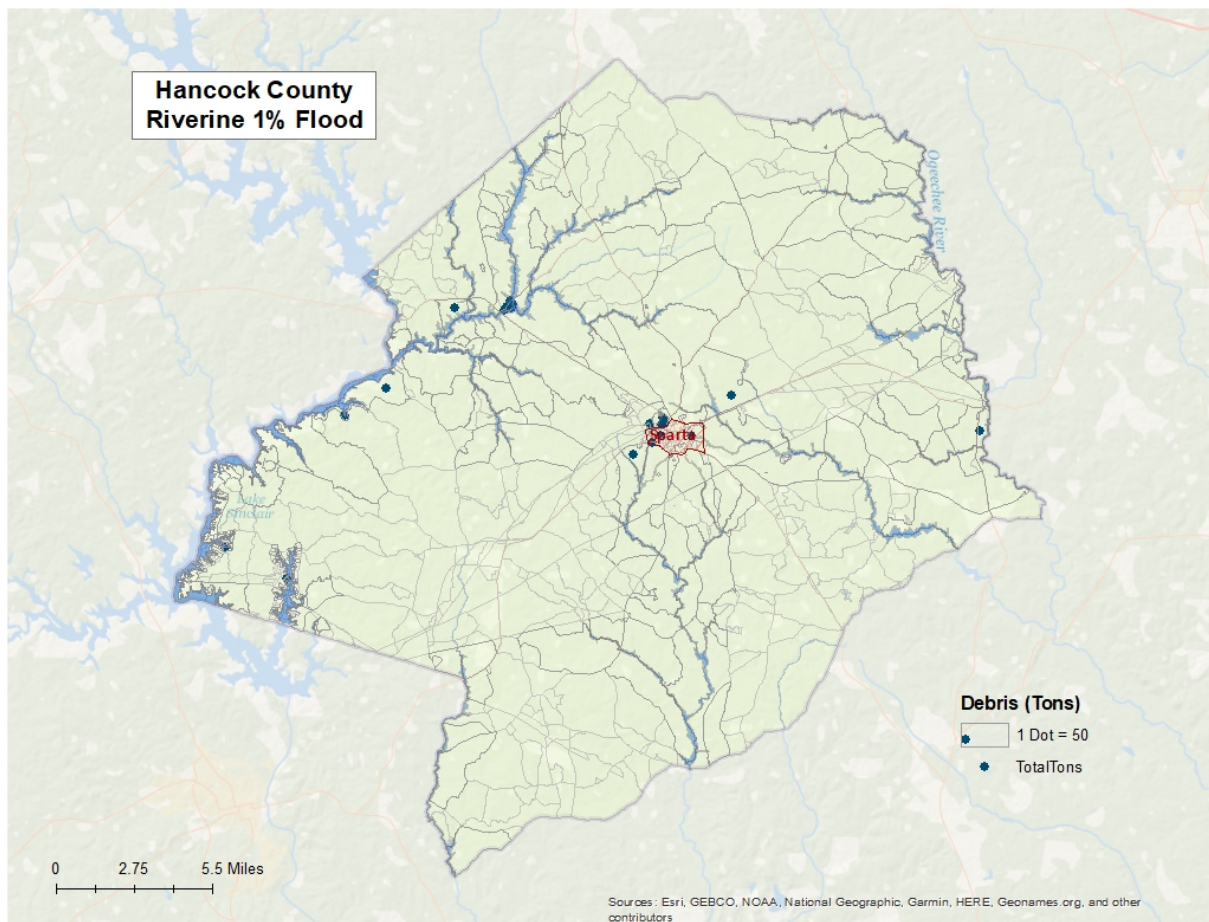 Hancock County
Riverine 1% Flood
Ogeechee River
Sparta
Lake
Sinclair
Debris (Tons)
1 Dot = 50
TotalTons
0 2.75 5.5 Miles
Sources: Esri, GEBCO, NOAA, National Geographic, Garmin, HERE, Geonames.org, and other
contributors